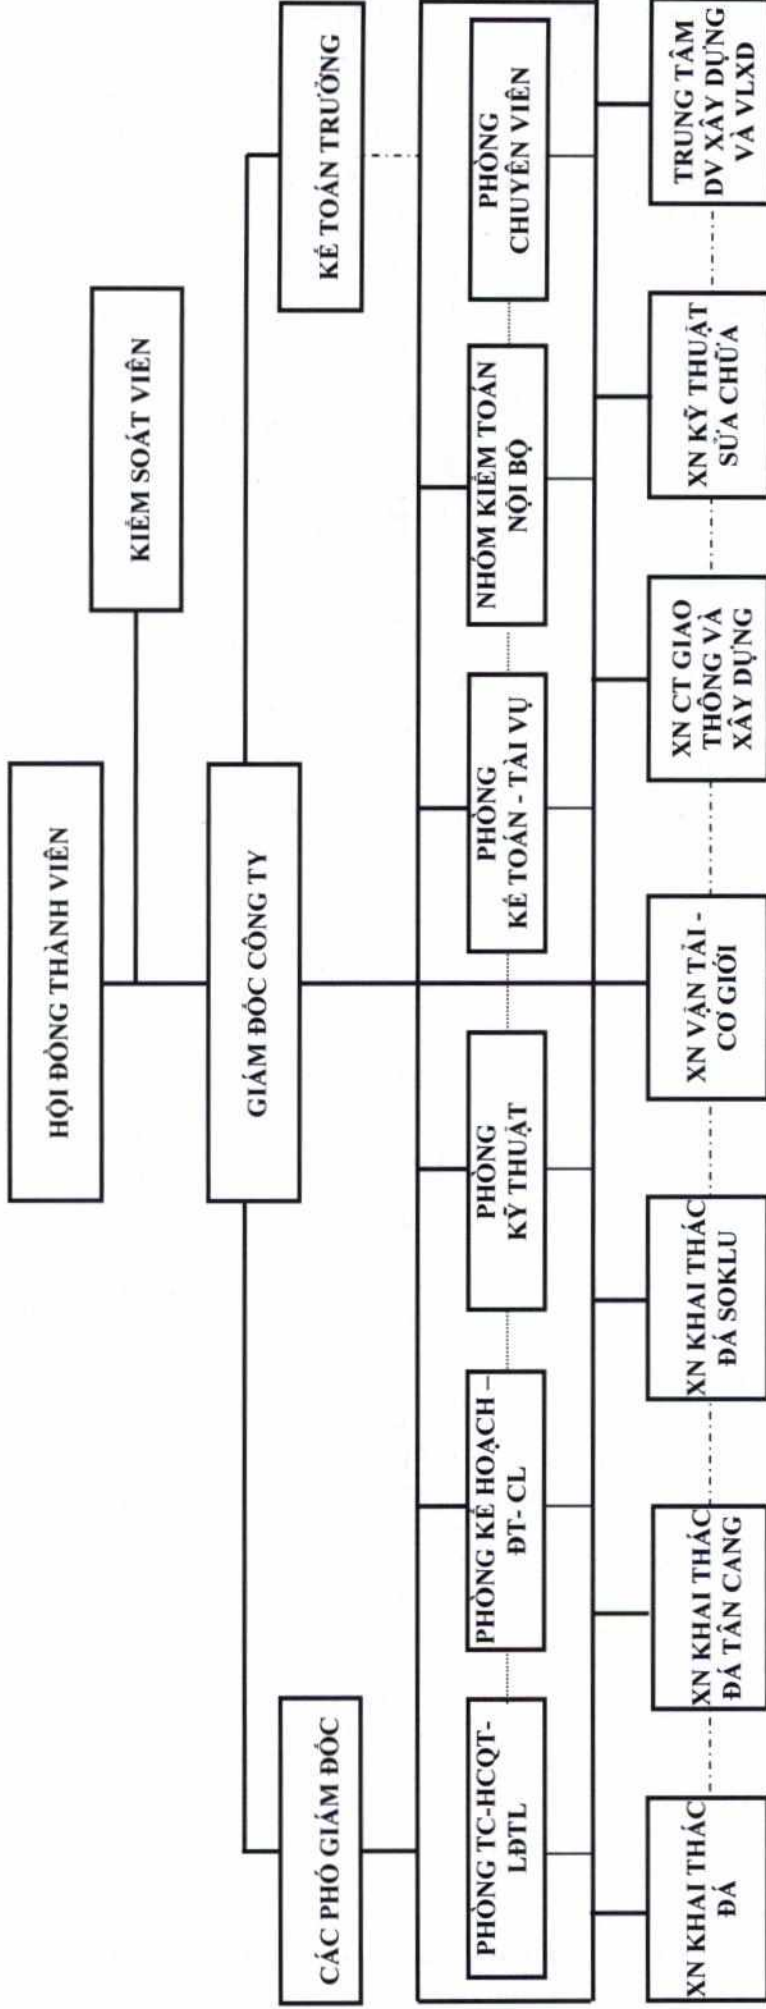 HỘI ĐỒNG THÀNH VIÊN
KIỂM SOÁT VIÊN
GIÁM ĐỐC CÔNG TY
CÁC PHÓ GIÁM ĐỐC
KẾ TOÁN TRƯỞNG
PHÒNG TC-HCQT-
LĐTL
PHÒNG KẾ HOẠCH –
ĐT- CL
PHÒNG
KỸ THUẬT
PHÒNG
KẾ TOÁN - TÀI VỤ
NHÓM KIỂM TOÁN
NỘI BỘ
PHÒNG
CHUYÊN VIÊN
XN KHAI THÁC
ĐÁ
XN KHAI THÁC
ĐÁ TÂN CANG
XN KHAI THÁC
ĐÁ SOKLU
XN VẬN TẢI -
CƠ GIỚI
XN CT GIAO
THÔNG VÀ
XÂY DỰNG
XN KỸ THUẬT
SỬA CHỮA
TRUNG TÂM
DV XÂY DỰNG
VÀ VLXD